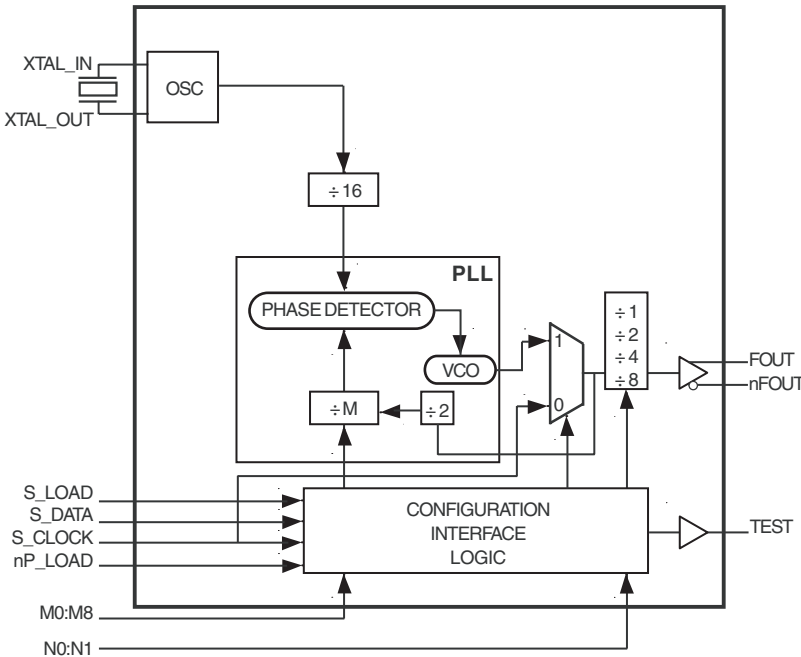 XTAL_IN
OSC
XTAL_OUT
÷16
PLL
PHASE DETECTOR
÷1
÷2
÷4
÷8
1
VCO
FOUT
nFOUT
÷M
÷2
0
S_LOAD
S_DATA
S_CLOCK
nP_LOAD
CONFIGURATION
INTERFACE
LOGIC
TEST
M0:M8
N0:N1